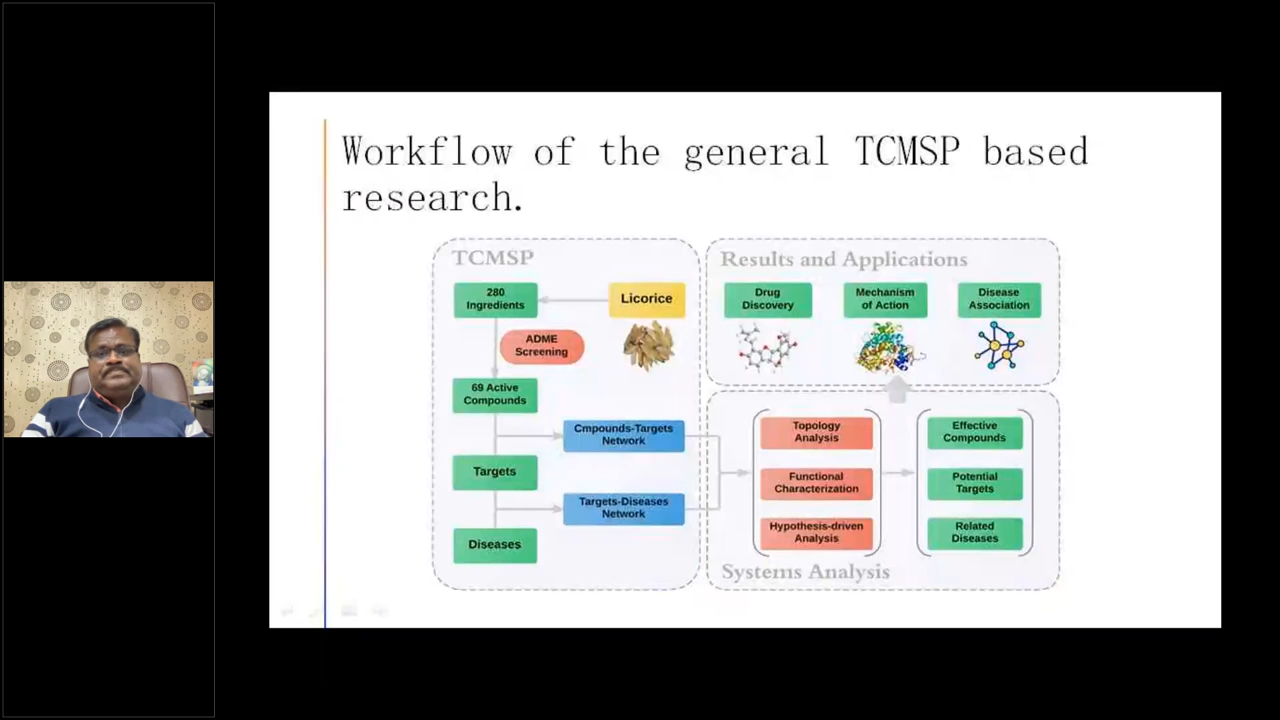 Workflow of the general TCMSP based
research.
TCMSP
280
Ingredients
Licorice
ADME
Screening
69 Active
Compounds
Cmpounds-Targets
Network
Targets
Targets-Diseases
Network
Diseases
Results and Applications
Drug
Discovery
Mechanism
of Action
Disease
Association
Topology
Analysis
Functional
Characterization
Hypothesis-driven
Analysis
Effective
Compounds
Potential
Targets
Related
Diseases
Systems Analysis